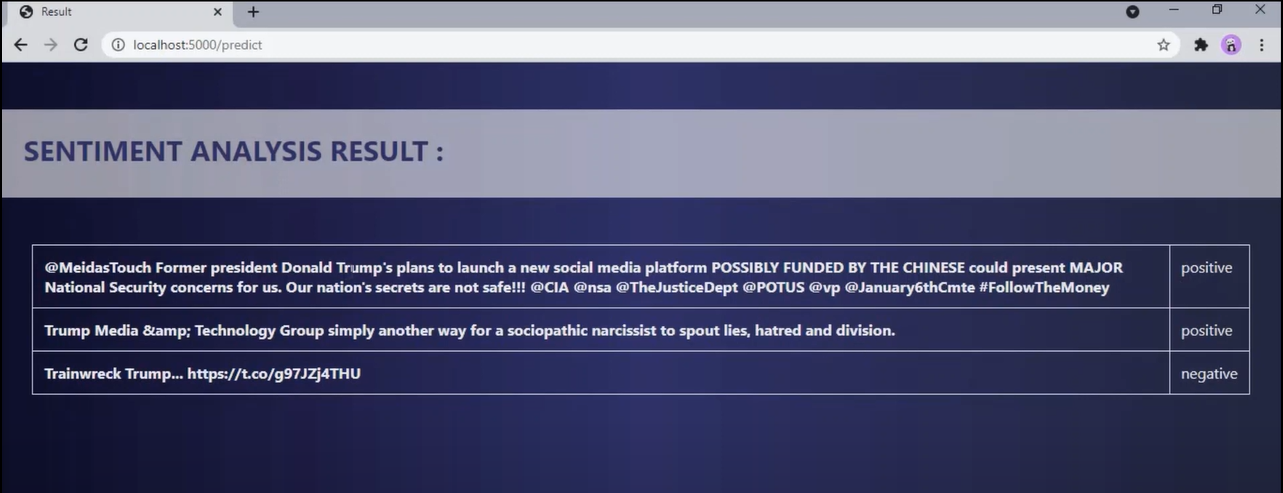 Result
localhost:5000/predict
SENTIMENT ANALYSIS RESULT :
@MeidasTouch Former president Donald Trump's plans to launch a new social media platform POSSIBLY FUNDED BY THE CHINESE could present MAJOR
positive
National Security concerns for us. Our nation's secrets are not safe!!! @CIA @nsa @TheJusticeDept @POTUS @vp @January6thCmte #FollowTheMoney
Trump Media &amp; Technology Group simply another way for a sociopathic narcissist to spout lies, hatred and division.
positive
Trainwreck Trump... https://t.co/g97JZj4THU
negative